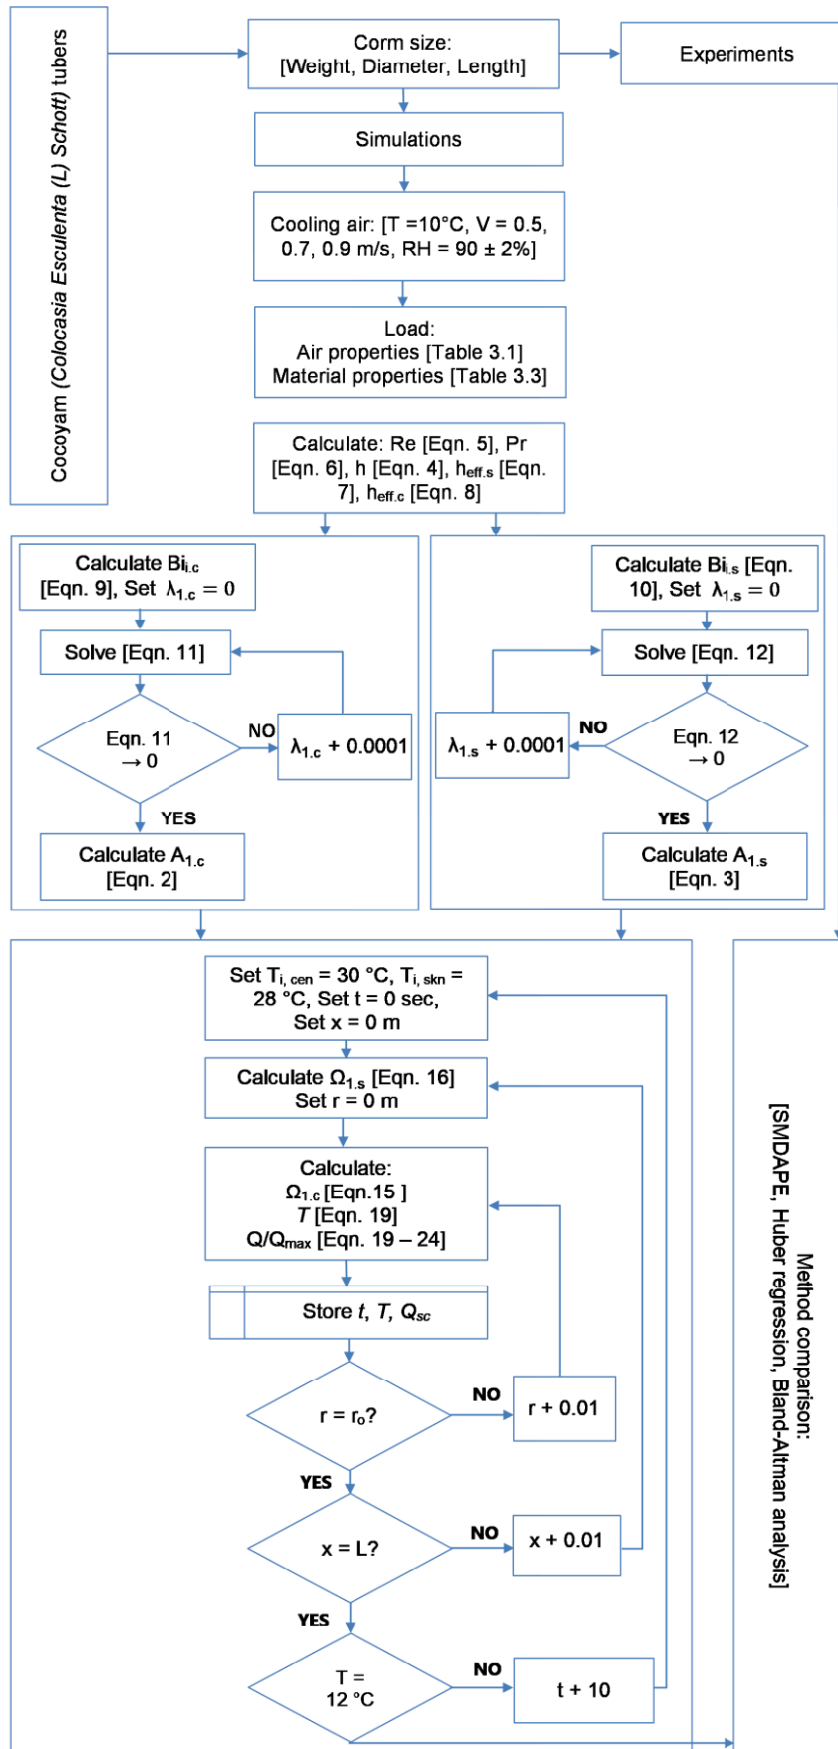 Cocoyam (Colocasia Esculenta (L) Schott) tubers
Corm size:
[Weight, Diameter, Length]
Experiments
Simulations
Cooling air: [T =10°C, V = 0.5,
0.7, 0.9 m/s, RH = 90 ± 2%]
Load:
Air properties [Table 3.1]
Material properties [Table 3.3]
Calculate: Re [Eqn. 5], Pr
[Eqn. 6], h [Eqn. 4], heff.s [Eqn.
7], heff.c [Eqn. 8]
Calculate Bii.c
[Eqn. 9], Set λ1.c = 0
Solve [Eqn. 11]
Eqn. 11
→ 0
NO
λ1.c + 0.0001
YES
Calculate A1.c
[Eqn. 2]
Calculate Bii.s [Eqn.
10], Set λ1.s = 0
Solve [Eqn. 12]
Eqn. 12
→ 0
NO
λ1.s + 0.0001
YES
Calculate A1.s
[Eqn. 3]
Set Ti, cen = 30 °C, Ti, skn =
28 °C, Set t = 0 sec,
Set x = 0 m
Calculate Ω1.s [Eqn. 16]
Set r = 0 m
Calculate:
Ω1.c [Eqn.15 ]
T [Eqn. 19]
Q/Qmax [Eqn. 19 – 24]
Store t, T, Qsc
r = ro?
NO
r + 0.01
YES
x = L?
NO
x + 0.01
YES
T =
12 °C
NO
t + 10
Method comparison:
[SMDAPE, Huber regression, Bland-Altman analysis]